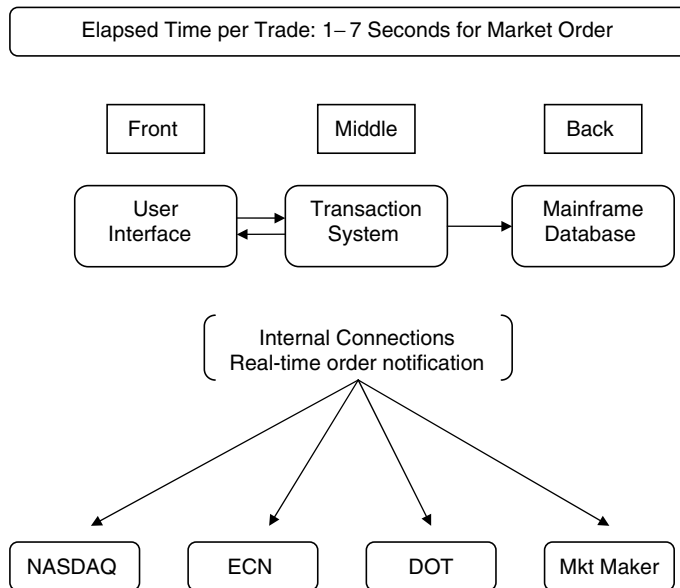 Elapsed Time per Trade: 1–7 Seconds for Market Order
Front
Middle
Back
User
Interface
Transaction
System
Mainframe
Database
Internal Connections
Real-time order notification
NASDAQ
ECN
DOT
Mkt Maker